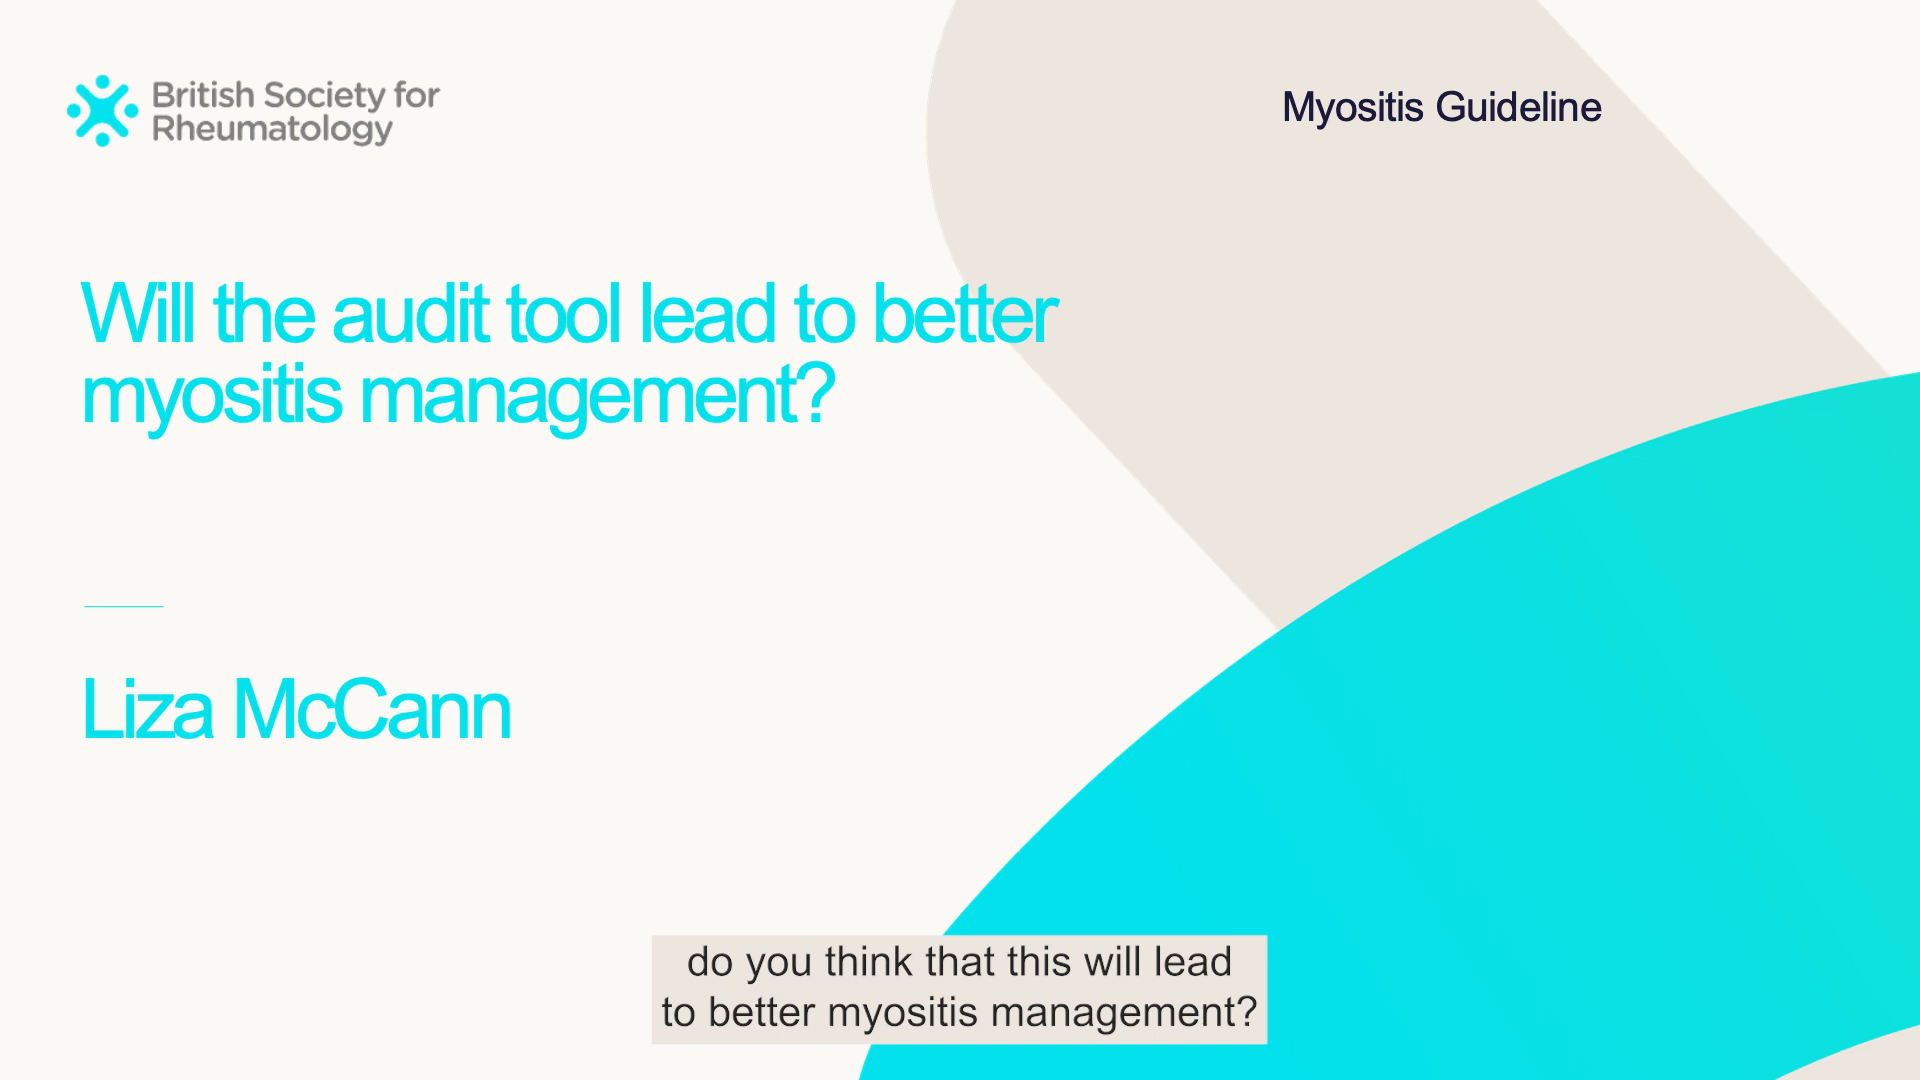 British Society for
Rheumatology
Myositis Guideline
Will the audit tool lead to better
myositis management?
Liza McCann
do you think that this will lead
to better myositis management?